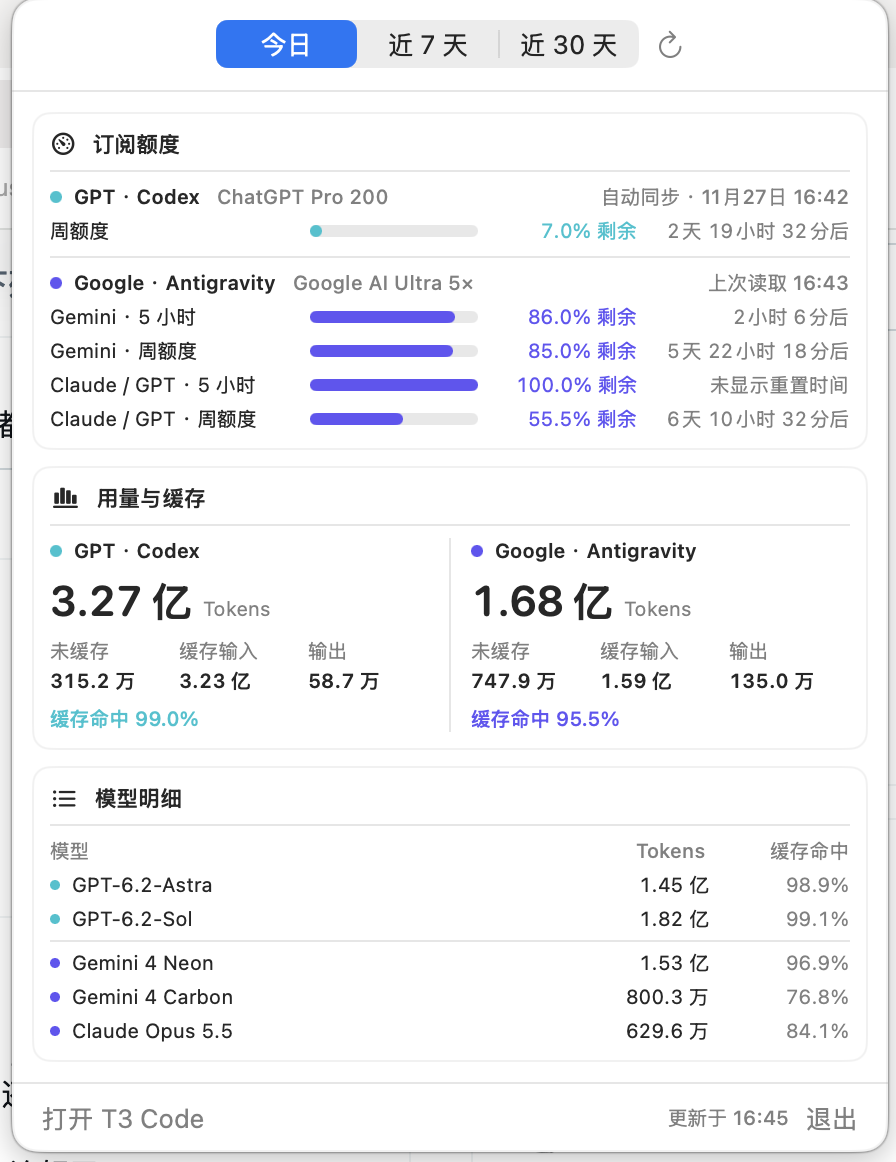 今日 近 7 天 近 30 天
订阅额度
GPT · Codex ChatGPT Pro 200 自动同步 · 11月27日 16:42
周额度 7.0% 剩余 2天 19小时 32分后
Google · Antigravity Google AI Ultra 5× 上次读取 16:43
Gemini · 5 小时 86.0% 剩余 2小时 6分后
Gemini · 周额度 85.0% 剩余 5天 22小时 18分后
Claude / GPT · 5 小时 100.0% 剩余 未显示重置时间
Claude / GPT · 周额度 55.5% 剩余 6天 10小时 32分后
用量与缓存
GPT · Codex
3.27 亿 Tokens
未缓存 缓存输入 输出
315.2 万 3.23 亿 58.7 万
缓存命中 99.0%
Google · Antigravity
1.68 亿 Tokens
未缓存 缓存输入 输出
747.9 万 1.59 亿 135.0 万
缓存命中 95.5%
模型明细
模型 Tokens 缓存命中
GPT-6.2-Astra 1.45 亿 98.9%
GPT-6.2-Sol 1.82 亿 99.1%
Gemini 4 Neon 1.53 亿 96.9%
Gemini 4 Carbon 800.3 万 76.8%
Claude Opus 5.5 629.6 万 84.1%
打开 T3 Code 更新于 16:45 退出